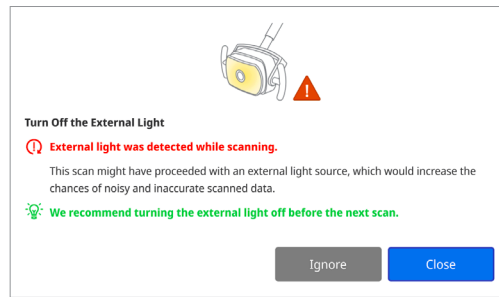 Turn Off the External Light
External light was detected while scanning.
This scan might have proceeded with an external light source, which would increase the
chances of noisy and inaccurate scanned data.
We recommend turning the external light off before the next scan.
Ignore
Close